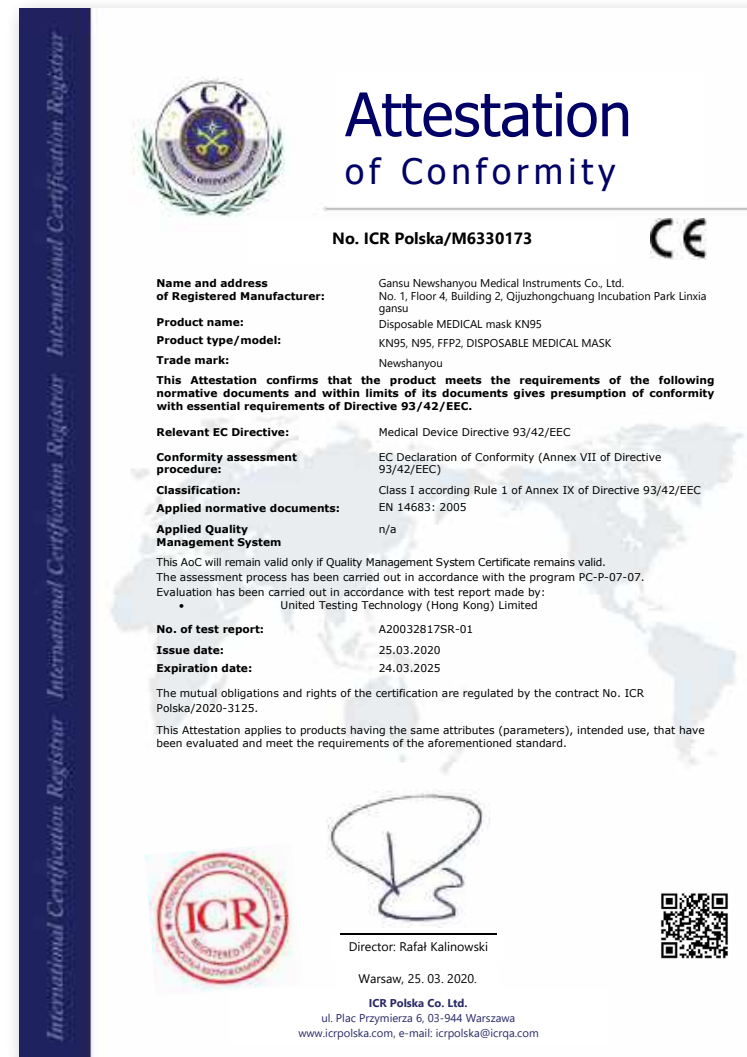 International Certification Registrar International Certification Registrar International Certification Registrar
ICR
Attestation
of Conformity
No. ICR Polska/M6330173
CE
Name and address
of Registered Manufacturer:
Gansu Newshanyou Medical Instruments Co., Ltd.
No. 1, Floor 4, Building 2, Qijuzhongchuang Incubation Park Linxia
gansu
Product name:
Disposable MEDICAL mask KN95
Product type/model:
KN95, N95, FFP2, DISPOSABLE MEDICAL MASK
Trade mark:
Newshanyou
This Attestation confirms that the product meets the requirements of the following
normative documents and within limits of its documents gives presumption of conformity
with essential requirements of Directive 93/42/EEC.
Relevant EC Directive:
Medical Device Directive 93/42/EEC
Conformity assessment
procedure:
EC Declaration of Conformity (Annex VII of Directive
93/42/EEC)
Classification:
Class I according Rule 1 of Annex IX of Directive 93/42/EEC
Applied normative documents:
EN 14683: 2005
Applied Quality
Management System
n/a
This AoC will remain valid only if Quality Management System Certificate remains valid.
The assessment process has been carried out in accordance with the program PC-P-07-07.
Evaluation has been carried out in accordance with test report made by:
• United Testing Technology (Hong Kong) Limited
No. of test report:
A20032817SR-01
Issue date:
25.03.2020
Expiration date:
24.03.2025
The mutual obligations and rights of the certification are regulated by the contract No. ICR
Polska/2020-3125.
This Attestation applies to products having the same attributes (parameters), intended use, that have
been evaluated and meet the requirements of the aforementioned standard.
INTERNATIONAL CERTIFICATION REGISTRAR
ICR
REGISTERED FIRM
Director: Rafał Kalinowski
Warsaw, 25. 03. 2020.
ICR Polska Co. Ltd.
ul. Plac Przymierza 6, 03-944 Warszawa
www.icrpolska.com, e-mail: icrpolska@icrqa.com